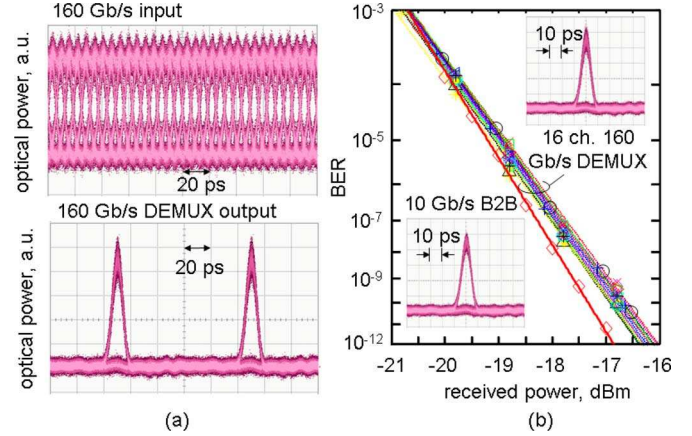 160 Gb/s input
optical power, a.u.
20 ps
160 Gb/s DEMUX output
optical power, a.u.
20 ps
(a)
BER
10-3
10-5
10-7
10-9
10-12
10 ps
16 ch. 160
Gb/s DEMUX
10 Gb/s B2B
10 ps
-21 -20 -19 -18 -17 -16
received power, dBm
(b)